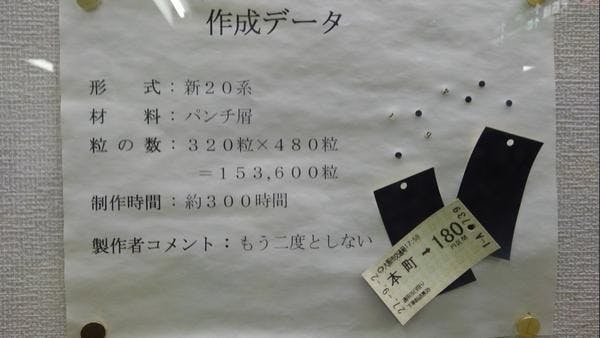 作成データ
形　式：新２０系
材　料：パンチ屑
粒の数：３２０粒×４８０粒
＝１５３,６００粒
制作時間：約３００時間
製作者コメント：もう二度としない
本町→180